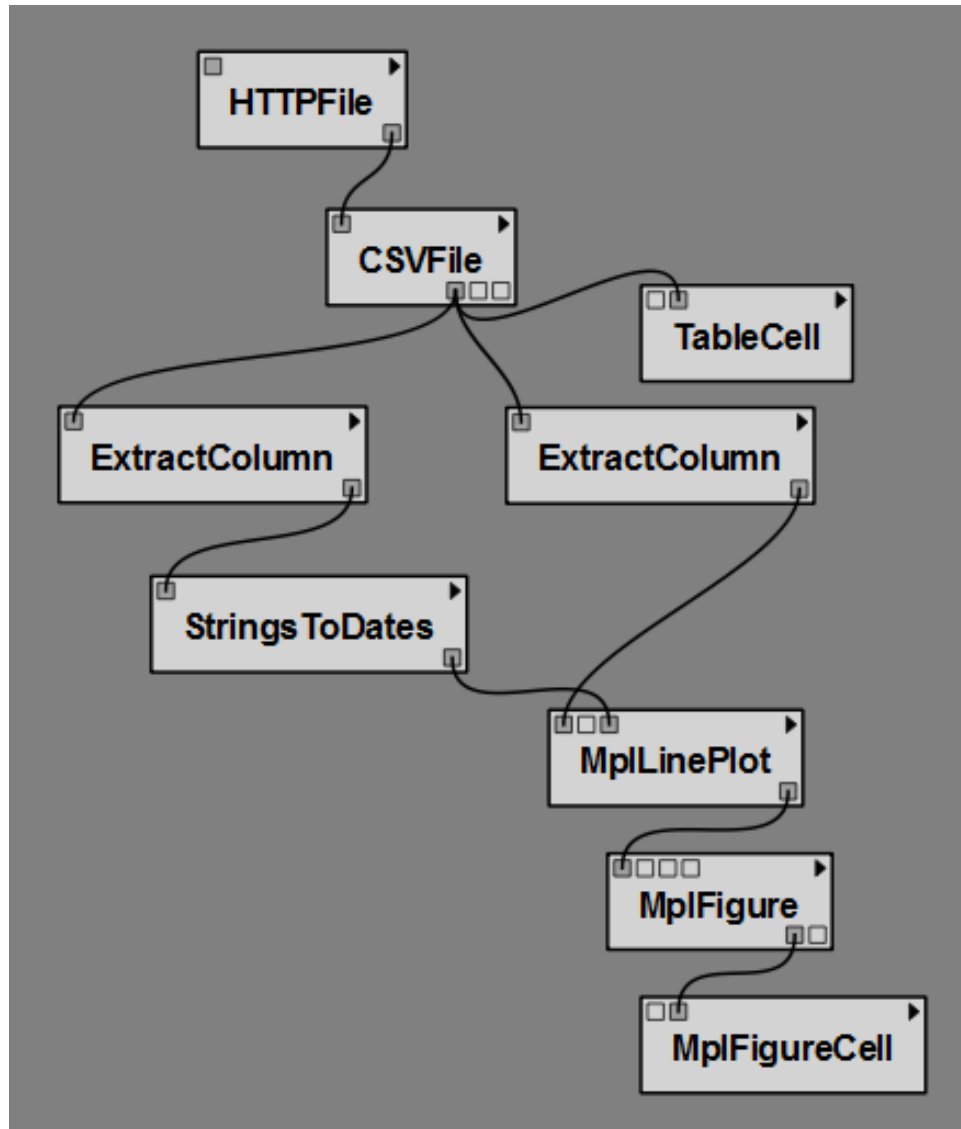 HTTPFile
CSVFile
TableCell
ExtractColumn
ExtractColumn
StringsToDates
MplLinePlot
MplFigure
MplFigureCell